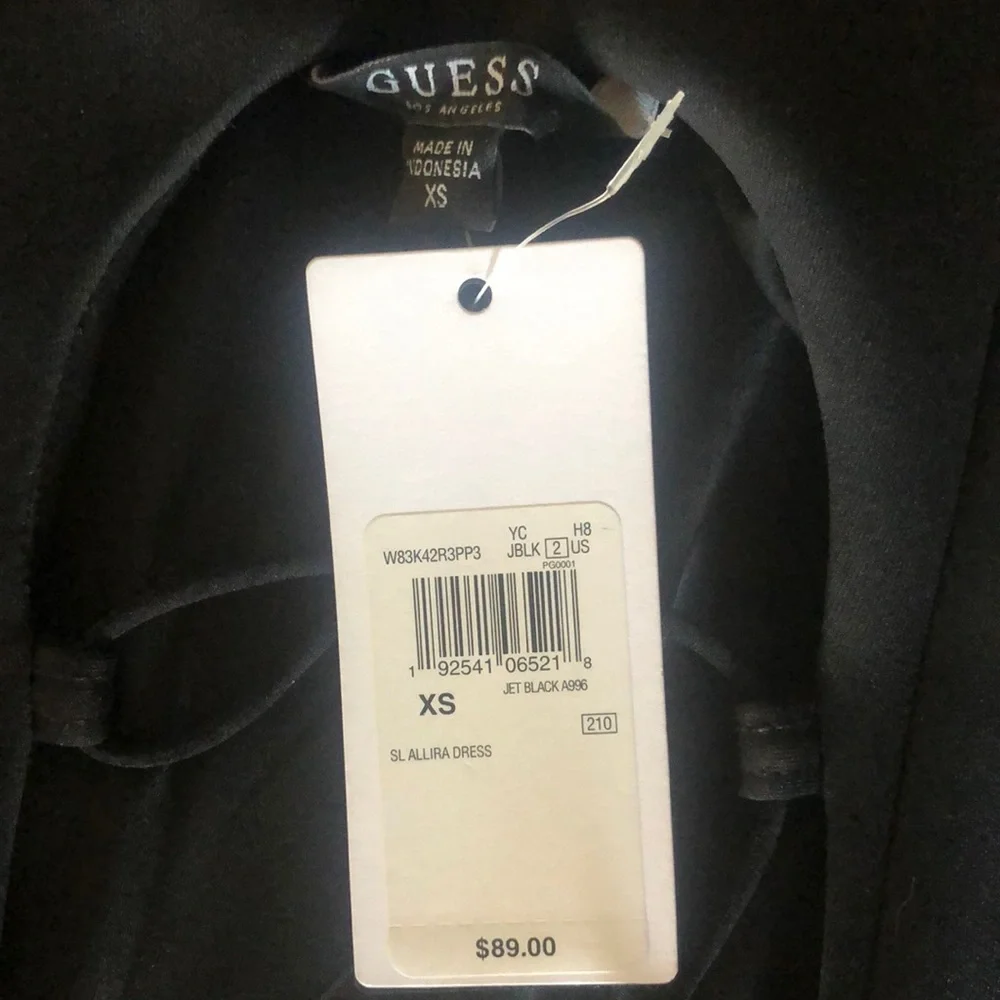 GUESS
LOS ANGELES
MADE IN
INDONESIA
XS
YC H8
W83K42R3PP3 JBLK 2 US
PG0001
1 92541 06521 8
XS JET BLACK A996
210
SL ALLIRA DRESS
$89.00